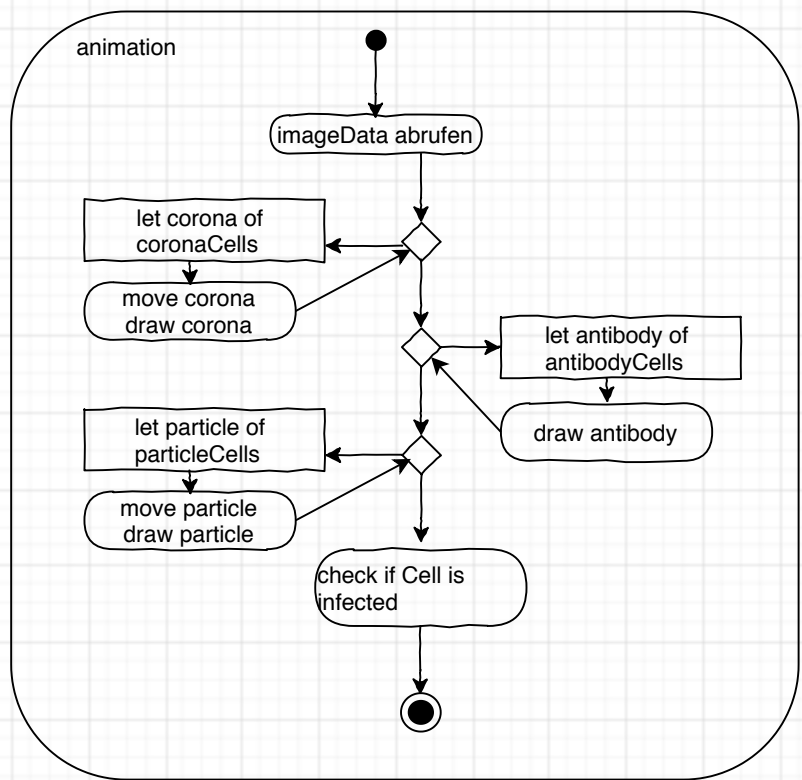 animation
imageData abrufen
let corona of
coronaCells
move corona
draw corona
let antibody of
antibodyCells
draw antibody
let particle of
particleCells
move particle
draw particle
check if Cell is
infected